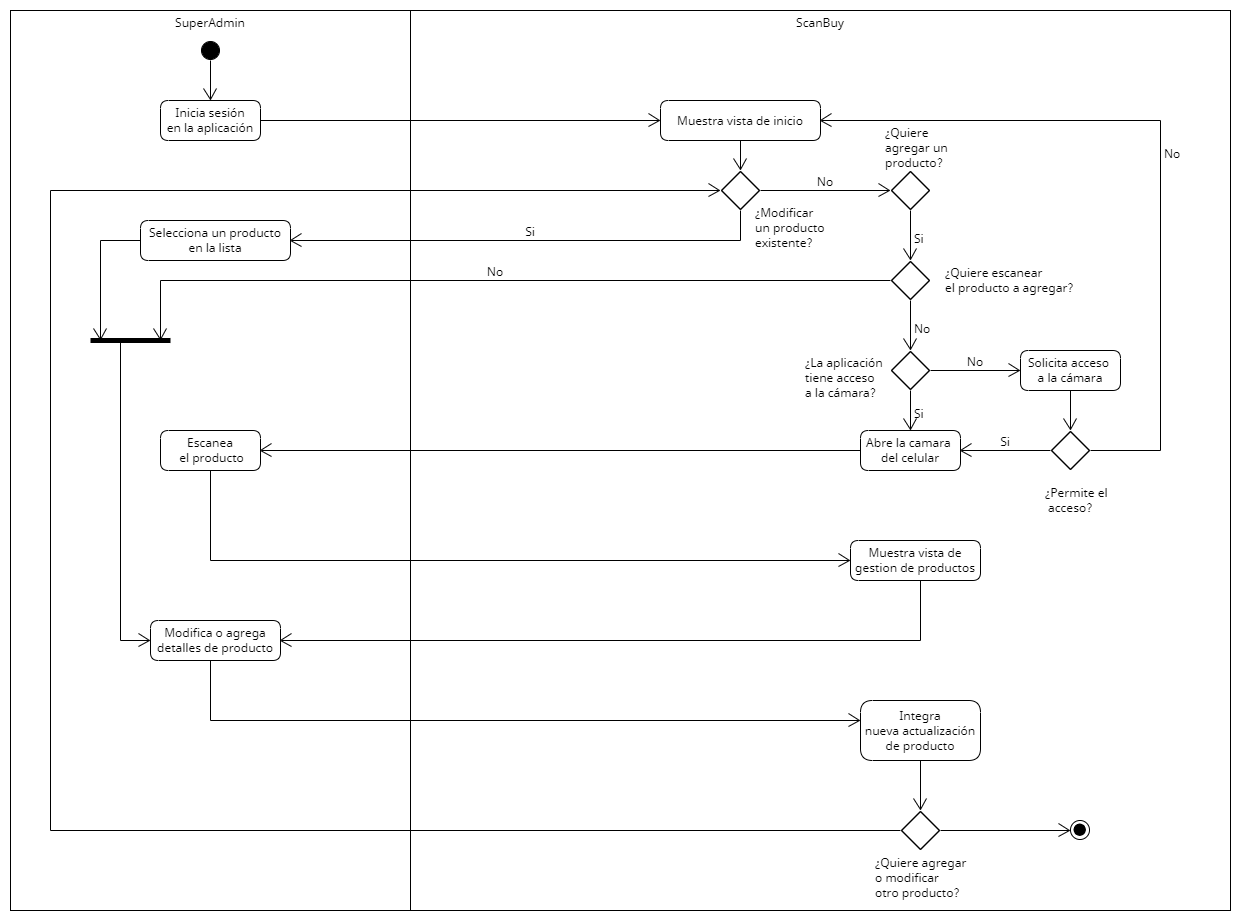 SuperAdmin
ScanBuy
Inicia sesión
en la aplicación
Muestra vista de inicio
¿Quiere
agregar un
producto?
No
No
¿Modificar
un producto
existente?
Si
Selecciona un producto
en la lista
Si
No
¿Quiere escanear
el producto a agregar?
No
¿La aplicación
tiene acceso
a la cámara?
No
Solicita acceso
a la cámara
Si
Escanea
el producto
Abre la camara
del celular
Si
¿Permite el
acceso?
Muestra vista de
gestion de productos
Modifica o agrega
detalles de producto
Integra
nueva actualización
de producto
¿Quiere agregar
o modificar
otro producto?